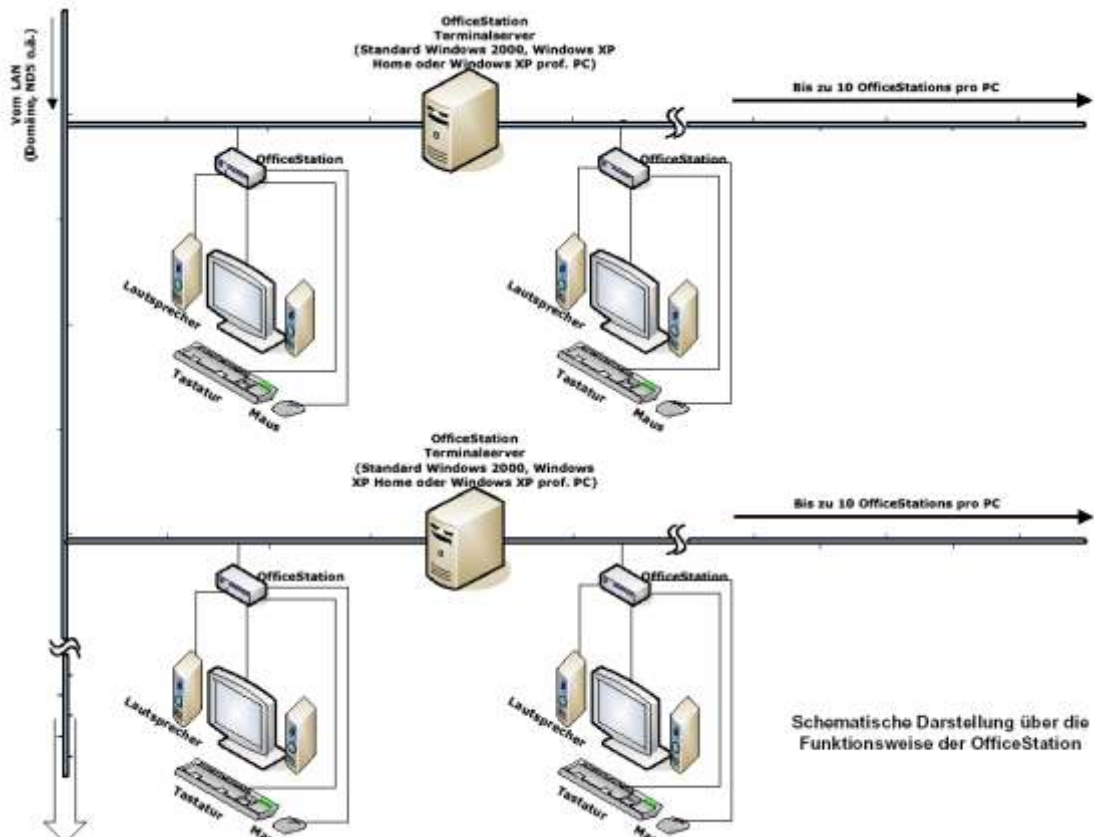 Vom LAN
(Domäne, NDS o.ä.)
OfficeStation
Terminalserver
(Standard Windows 2000, Windows XP
Home oder Windows XP prof. PC)
Bis zu 10 OfficeStations pro PC
OfficeStation
OfficeStation
Lautsprecher
Tastatur
Maus
Lautsprecher
Tastatur
Maus
OfficeStation
Terminalserver
(Standard Windows 2000, Windows
XP Home oder Windows XP prof. PC)
Bis zu 10 OfficeStations pro PC
OfficeStation
OfficeStation
Lautsprecher
Tastatur
Lautsprecher
Tastatur
Schematische Darstellung über die
Funktionsweise der OfficeStation